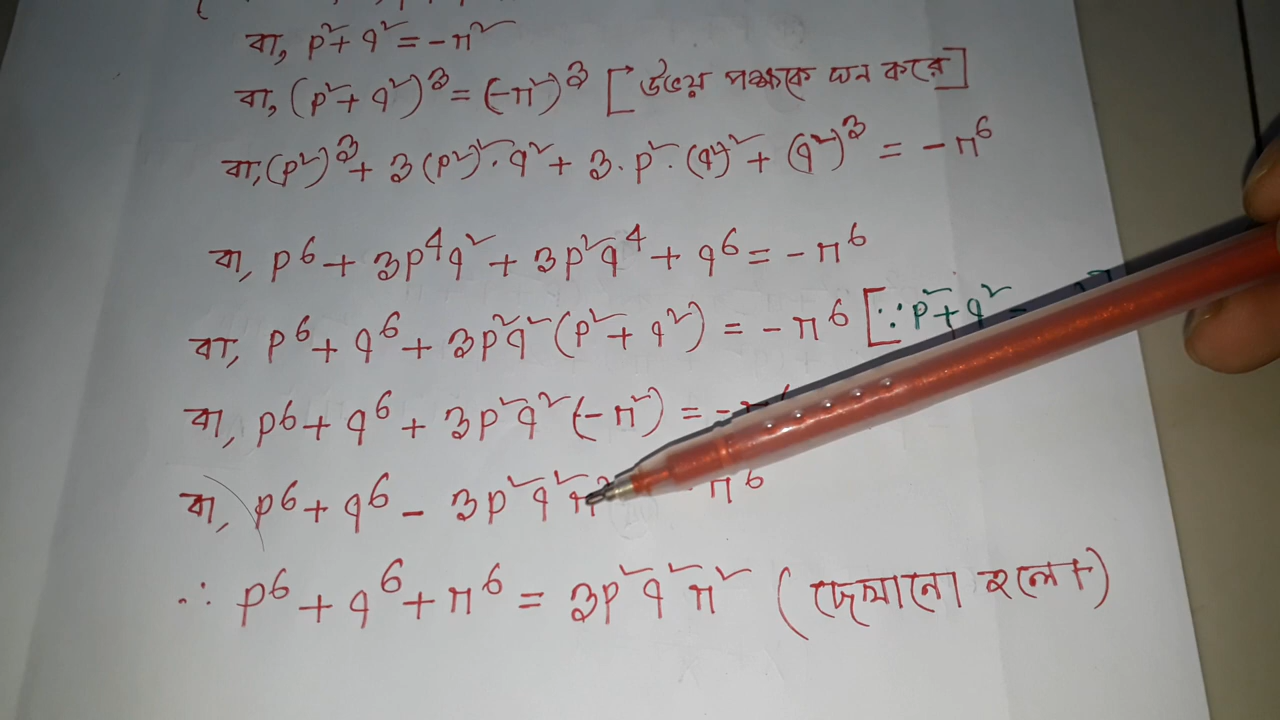 বা, p²+ q² = -r²
বা, (p²+ q²)³ = (-r²)³ [উভয় পক্ষকে ঘন করে]
বা, (p²)³ + 3(p²)²·q² + 3·p²·(q²)² + (q²)³ = -r⁶
বা, p⁶ + 3p⁴q² + 3p²q⁴ + q⁶ = -r⁶
বা, p⁶ + q⁶ + 3p²q²(p² + q²) = -r⁶ [∵ p²+ q²
বা, p⁶ + q⁶ + 3p²q²(-r²) = -
বা, p⁶ + q⁶ - 3p²q² r⁶
∴ p⁶ + q⁶ + r⁶ = 3p²q²r² (দেখানো হলো)